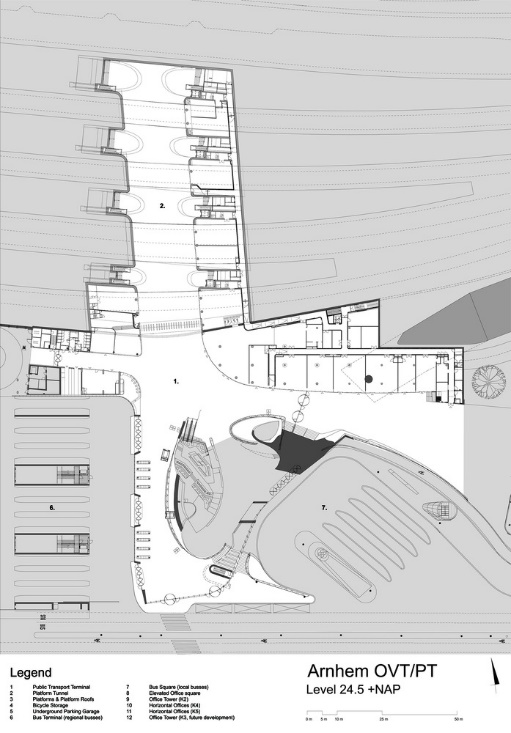 2.
1.
6.
7.
A
A
A
Legend
1 Public Transport Terminal
2 Platform Tunnel
3 Platforms & Platform Roofs
4 Bicycle Storage
5 Underground Parking Garage
6 Bus Terminal (regional busses)
7 Bus Square (local busses)
8 Elevated Office square
9 Office Tower (K2)
10 Horizontal Offices (K4)
11 Horizontal Offices (K5)
12 Office Tower (K3, future development)
Arnhem OVT/PT
Level 24.5 +NAP
0 m 5 m 10 m 25 m 50 m